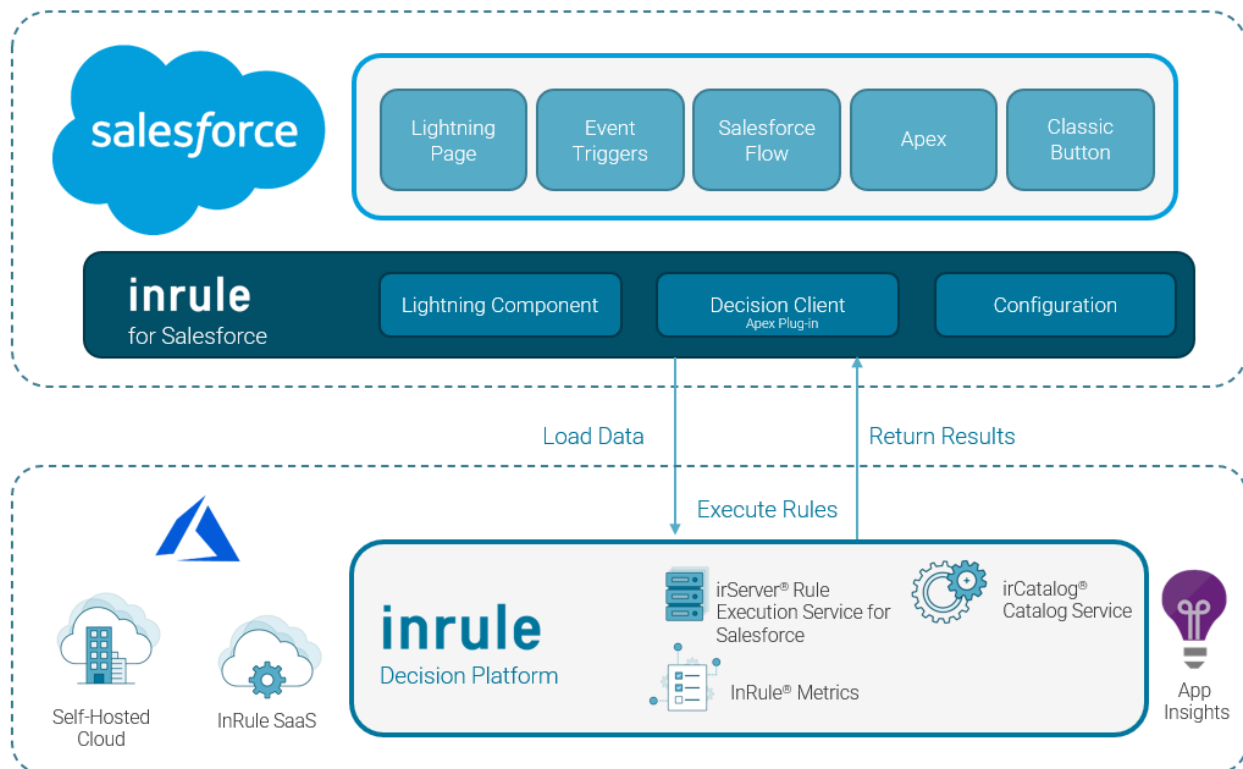 salesforce
Lightning
Page
Event
Triggers
Salesforce
Flow
Apex
Classic
Button
inrule
for Salesforce
Lightning Component
Decision Client
Apex Plug-in
Configuration
Load Data
Return Results
Execute Rules
inrule
Decision Platform
irServer® Rule
Execution Service for
Salesforce
irCatalog®
Catalog Service
InRule® Metrics
Self-Hosted
Cloud
InRule SaaS
App
Insights